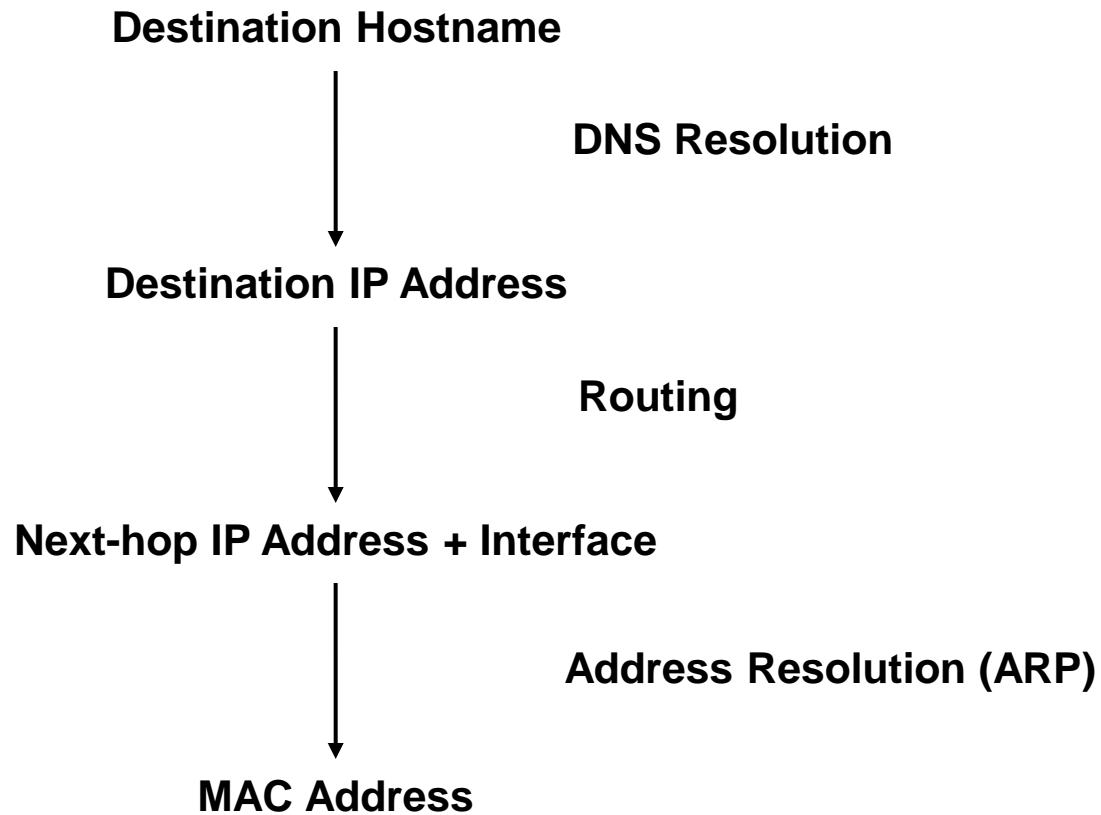 Destination Hostname
DNS Resolution
Destination IP Address
Routing
Next-hop IP Address + Interface
Address Resolution (ARP)
MAC Address